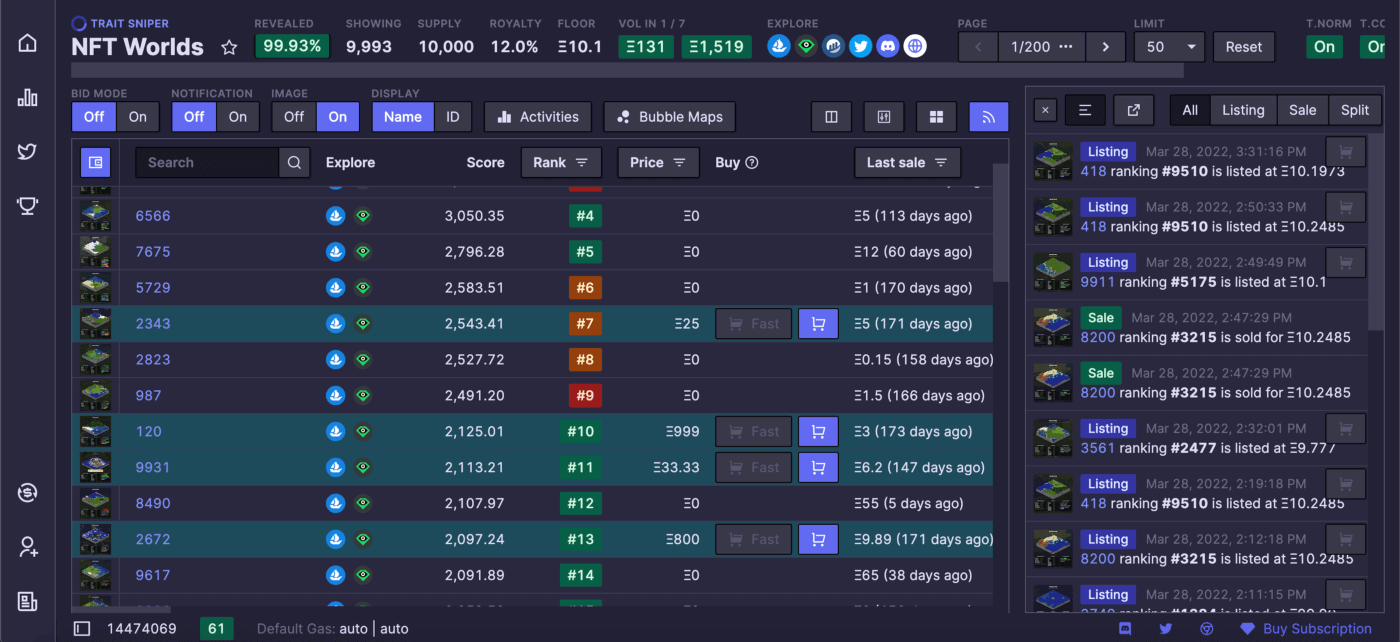 TRAIT SNIPER
NFT Worlds
REVEALED SHOWING SUPPLY ROYALTY FLOOR VOL IN 1 / 7 EXPLORE PAGE LIMIT T.NORM
99.93% 9,993 10,000 12.0% Ξ10.1 Ξ131 Ξ1,519 1/200 ••• 50 Reset On
BID MODE NOTIFICATION IMAGE DISPLAY
Off On Off On Off On Name ID Activities Bubble Maps
Search Explore Score Rank Price Buy Last sale
6566 3,050.35 #4 Ξ0 Ξ5 (113 days ago)
7675 2,796.28 #5 Ξ0 Ξ12 (60 days ago)
5729 2,583.51 #6 Ξ0 Ξ1 (170 days ago)
2343 2,543.41 #7 Ξ25 Fast Ξ5 (171 days ago)
2823 2,527.72 #8 Ξ0 Ξ0.15 (158 days ago)
987 2,491.20 #9 Ξ0 Ξ1.5 (166 days ago)
120 2,125.01 #10 Ξ999 Fast Ξ3 (173 days ago)
9931 2,113.21 #11 Ξ33.33 Fast Ξ6.2 (147 days ago)
8490 2,107.97 #12 Ξ0 Ξ55 (5 days ago)
2672 2,097.24 #13 Ξ800 Fast Ξ9.89 (171 days ago)
9617 2,091.89 #14 Ξ0 Ξ65 (38 days ago)
× All Listing Sale Split
Listing Mar 28, 2022, 3:31:16 PM
418 ranking #9510 is listed at Ξ10.1973
Listing Mar 28, 2022, 2:50:33 PM
418 ranking #9510 is listed at Ξ10.2485
Listing Mar 28, 2022, 2:49:49 PM
9911 ranking #5175 is listed at Ξ10.1
Sale Mar 28, 2022, 2:47:29 PM
8200 ranking #3215 is sold for Ξ10.2485
Sale Mar 28, 2022, 2:47:29 PM
8200 ranking #3215 is sold for Ξ10.2485
Listing Mar 28, 2022, 2:32:01 PM
3561 ranking #2477 is listed at Ξ9.777
Listing Mar 28, 2022, 2:19:18 PM
418 ranking #9510 is listed at Ξ10.2485
Listing Mar 28, 2022, 2:12:18 PM
8200 ranking #3215 is listed at Ξ10.2485
Listing Mar 28, 2022, 2:11:15 PM
ranking is listed at
14474069 61 Default Gas: auto | auto Buy Subscription